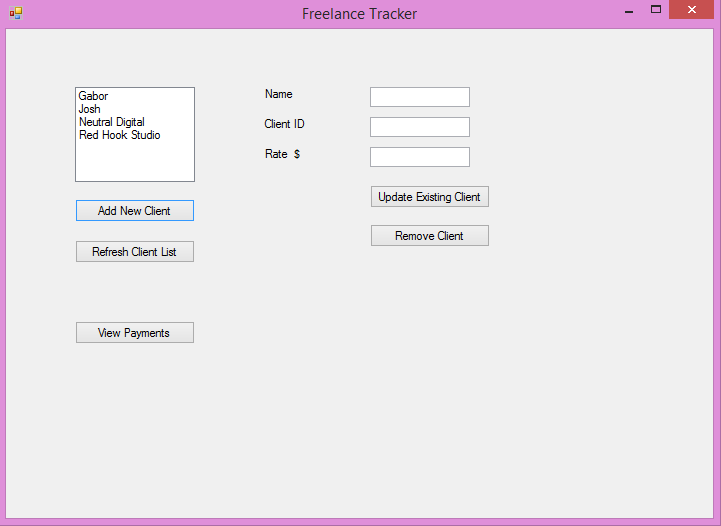 Freelance Tracker
Gabor
Josh
Neutral Digital
Red Hook Studio
Name
Client ID
Rate $
Add New Client
Update Existing Client
Refresh Client List
Remove Client
View Payments